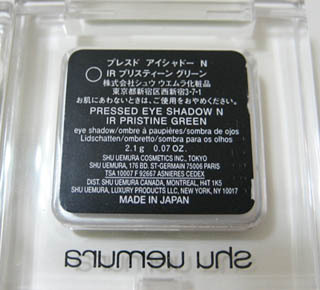 プレスド アイシャドー N
IR プリスティーン グリーン
株式会社シュウ ウエムラ化粧品
東京都新宿区西新宿3-7-1
お肌にあわないときは、ご使用をおやめください。
PRESSED EYE SHADOW N
IR PRISTINE GREEN
eye shadow/ombre à paupières/sombra de ojos
Lidschatten/ombretto/sombra para os olhos
2.1 g 0.07 OZ.
SHU UEMURA COSMETICS INC., TOKYO
SHU UEMURA, 176 BD. ST-GERMAIN 75006 PARIS
TSA 10007 F 92667 ASNIERES CEDEX
DIST. SHU UEMURA CANADA, MONTREAL, H4T 1K5
SHU UEMURA, LUXURY PRODUCTS LLC, NEW YORK, NY 10017
MADE IN JAPAN
shu uemura